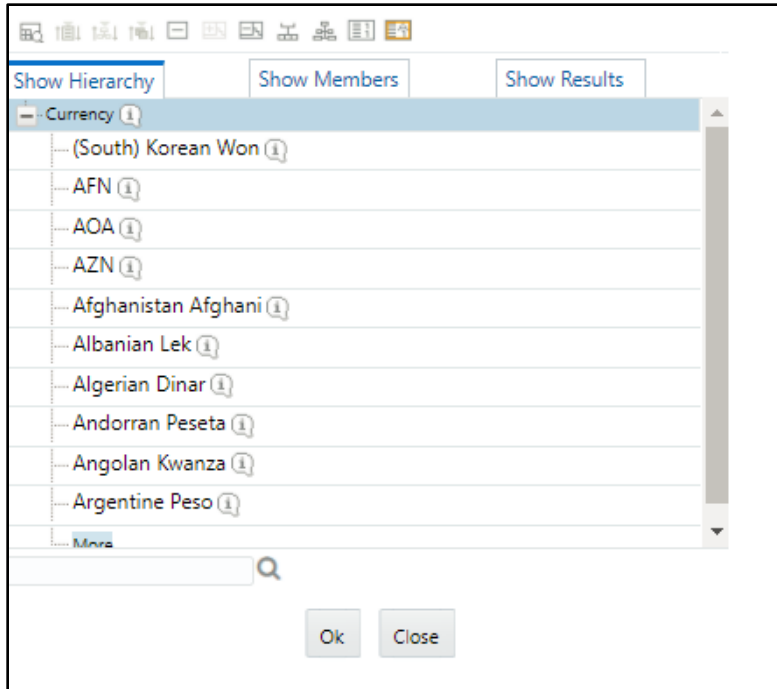 Show Hierarchy Show Members Show Results
Currency
(South) Korean Won
AFN
AOA
AZN
Afghanistan Afghani
Albanian Lek
Algerian Dinar
Andorran Peseta
Angolan Kwanza
Argentine Peso
More
Ok Close